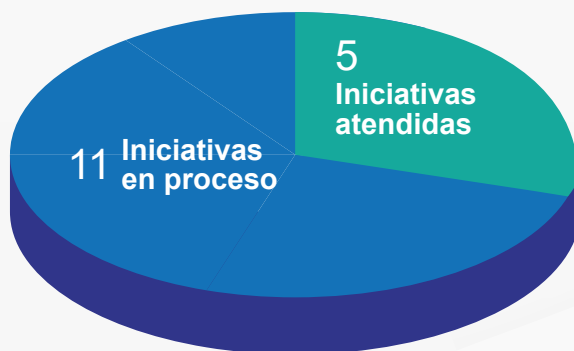 5
Iniciativas
atendidas
11 Iniciativas
en proceso